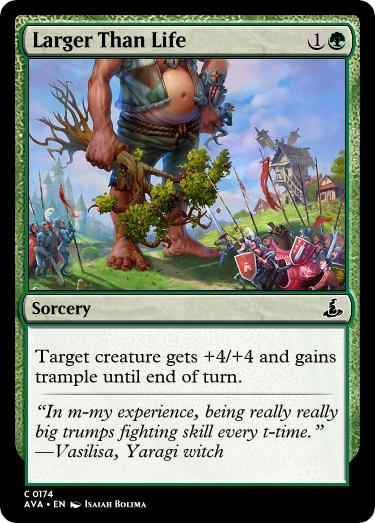 Larger Than Life 1
Sorcery
Target creature gets +4/+4 and gains
trample until end of turn.
“In m-my experience, being really really
big trumps fighting skill every t-time.”
—Vasilisa, Yaragi witch
C 0174
AVA • EN Isaiah Bolima